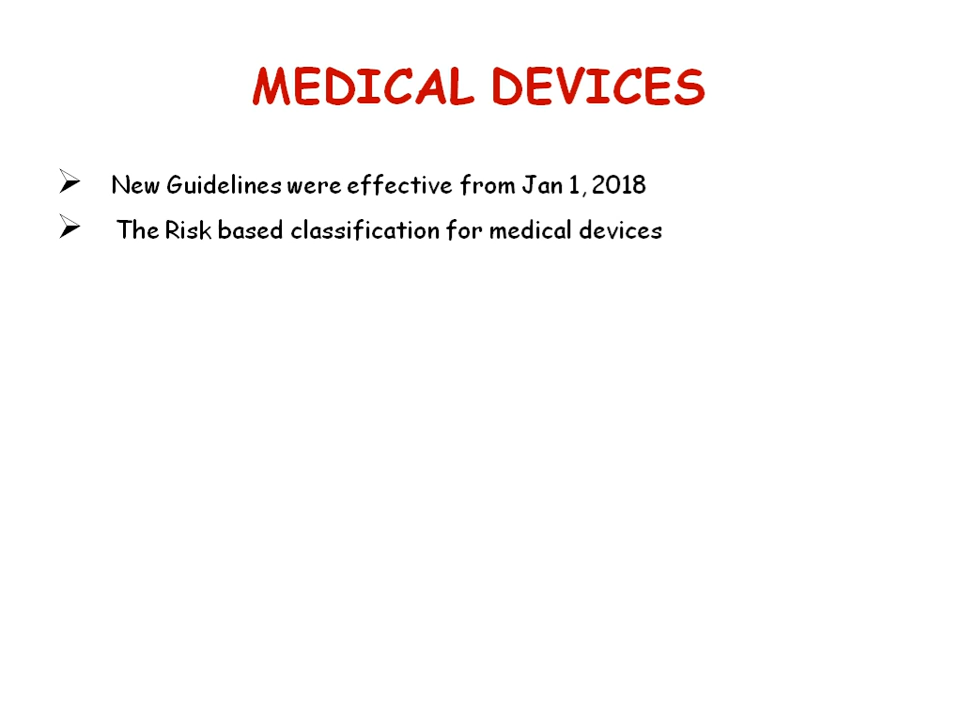 MEDICAL DEVICES
New Guidelines were effective from Jan 1, 2018
The Risk based classification for medical devices